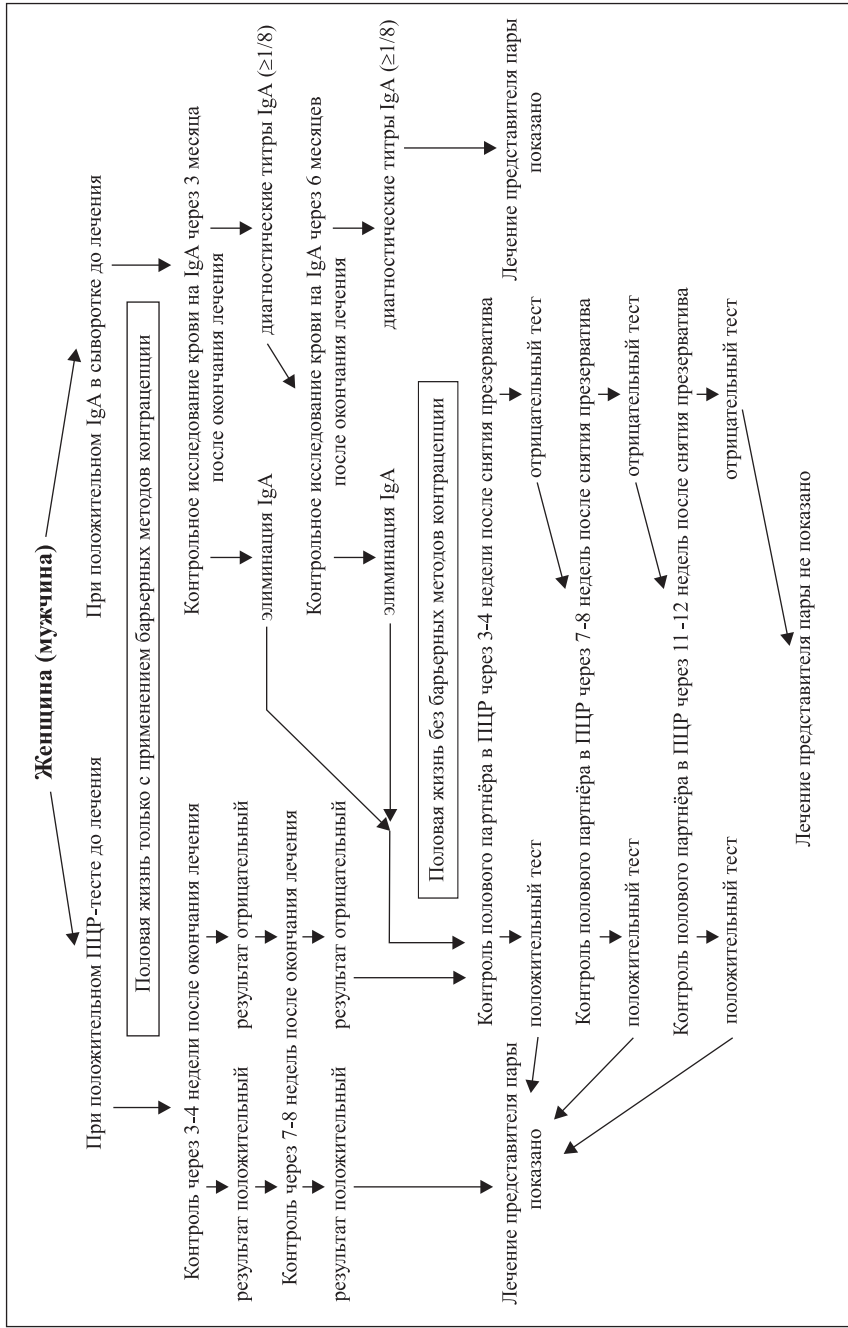 Женщина (мужчина)
При положительном ПЦР-тесте до лечения
При положительном IgA в сыворотке до лечения
Половая жизнь только с применением барьерных методов контрацепции
Контроль через 3-4 недели после окончания лечения
Контрольное исследование крови на IgA через 3 месяца
после окончания лечения
результат положительный
результат отрицательный
элиминация IgA
диагностические титры IgA (≥1/8)
Контроль через 7-8 недель после окончания лечения
Контрольное исследование крови на IgA через 6 месяцев
после окончания лечения
результат положительный
результат отрицательный
элиминация IgA
диагностические титры IgA (≥1/8)
Половая жизнь без барьерных методов контрацепции
Лечение представителя пары
показано
Контроль полового партнёра в ПЦР через 3-4 недели после снятия презерватива
Лечение представителя пары
показано
положительный тест
отрицательный тест
Контроль полового партнёра в ПЦР через 7-8 недель после снятия презерватива
положительный тест
отрицательный тест
Контроль полового партнёра в ПЦР через 11 -12 недель после снятия презерватива
положительный тест
отрицательный тест
Лечение представителя пары не показано